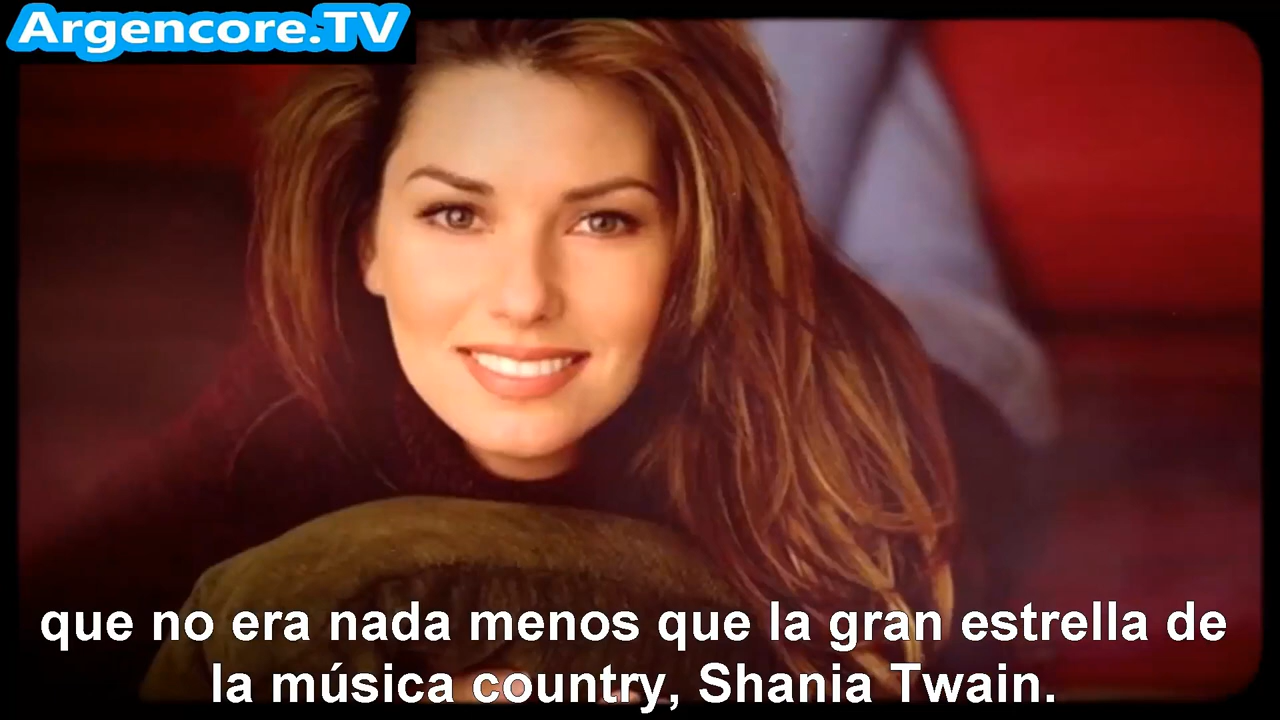 Argencore.TV
que no era nada menos que la gran estrella de
la música country, Shania Twain.